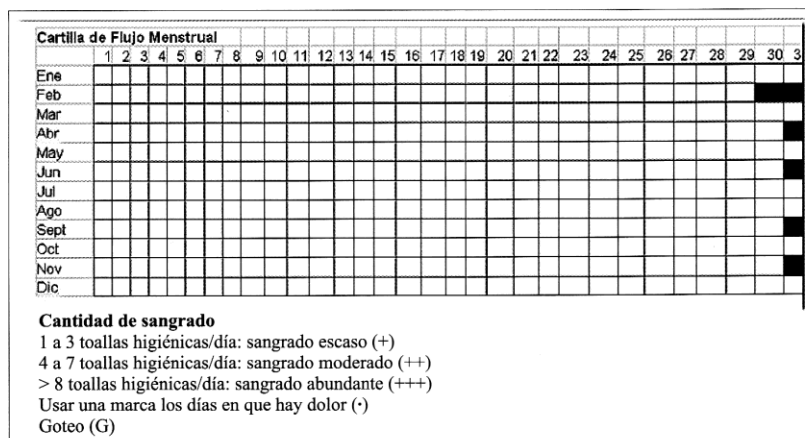 Cartilla de Flujo Menstrual
1 2 3 4 5 6 7 8 9 10 11 12 13 14 15 16 17 18 19 20 21 22 23 24 25 26 27 28 29 30 3
Ene
Feb
Mar
Abr
May
Jun
Jul
Ago
Sept
Oct
Nov
Dic
Cantidad de sangrado
1 a 3 toallas higiénicas/día: sangrado escaso (+)
4 a 7 toallas higiénicas/día: sangrado moderado (++)
> 8 toallas higiénicas/día: sangrado abundante (+++)
Usar una marca los días en que hay dolor (·)
Goteo (G)